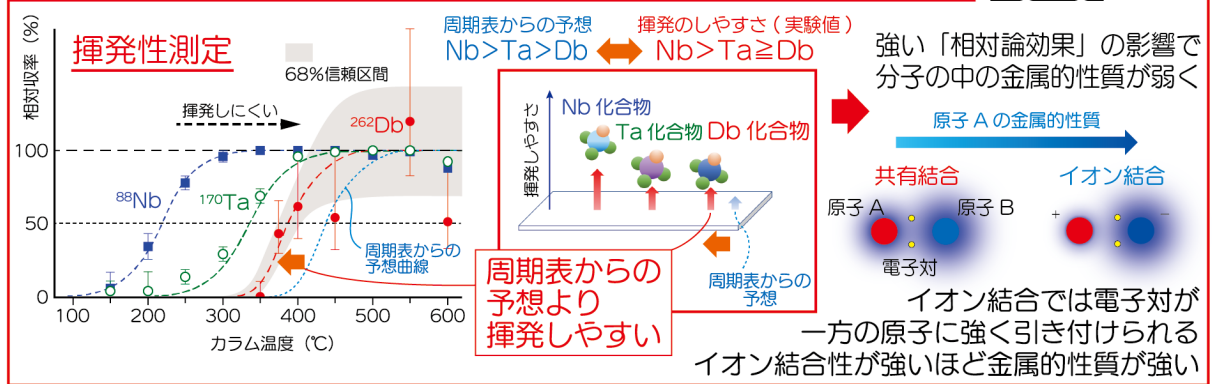 揮発性測定
相対収率 (%)
100
50
0
100
200
300
400
500
600
カラム温度 (℃)
68%信頼区間
揮発しにくい
²⁶²Db
⁸⁸Nb
¹⁷⁰Ta
周期表からの
予想曲線
周期表からの予想
Nb>Ta>Db
揮発のしやすさ(実験値)
Nb>Ta≧Db
揮発しやすさ
Nb 化合物
Ta 化合物
Db 化合物
周期表からの
予想
周期表からの
予想より
揮発しやすい
強い「相対論効果」の影響で
分子の中の金属的性質が弱く
原子 A の金属的性質
共有結合
イオン結合
原子 A
原子 B
電子対
+
−
イオン結合では電子対が
一方の原子に強く引き付けられる
イオン結合性が強いほど金属的性質が強い